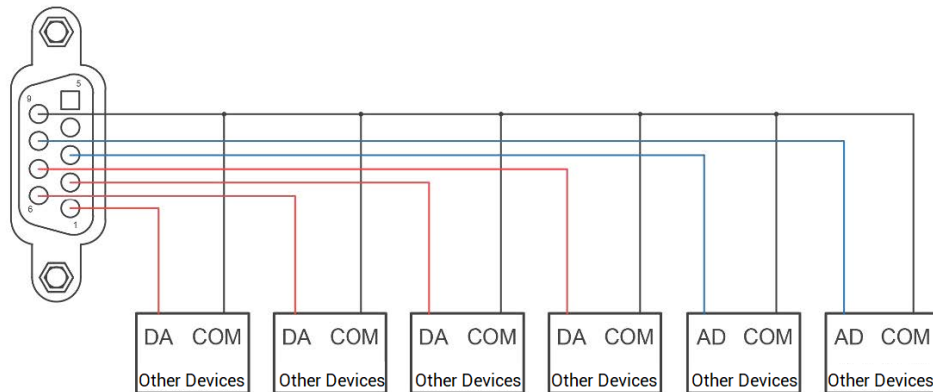 5
9
6
1
DA COM DA COM DA COM DA COM AD COM AD COM
Other Devices Other Devices Other Devices Other Devices Other Devices Other Devices